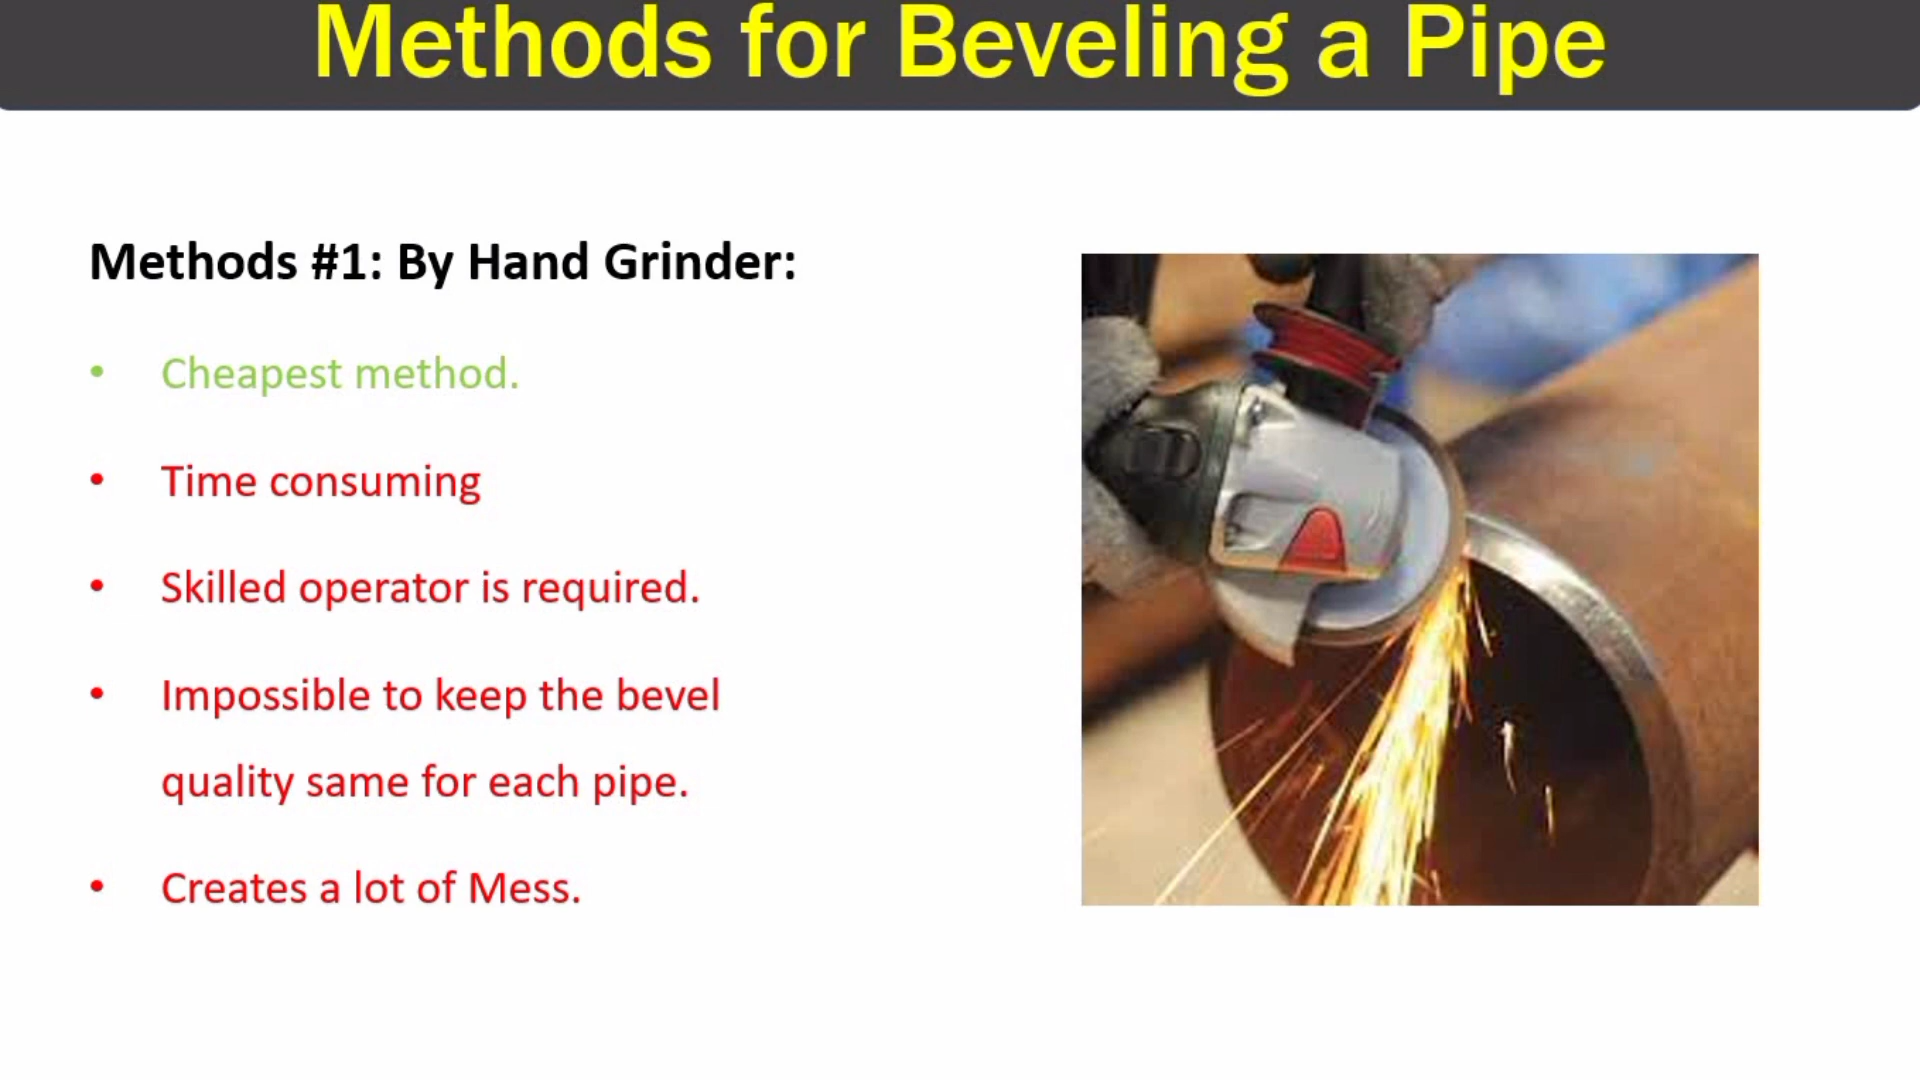 Methods for Beveling a Pipe
Methods #1: By Hand Grinder:
• Cheapest method.
• Time consuming
• Skilled operator is required.
• Impossible to keep the bevel
quality same for each pipe.
• Creates a lot of Mess.